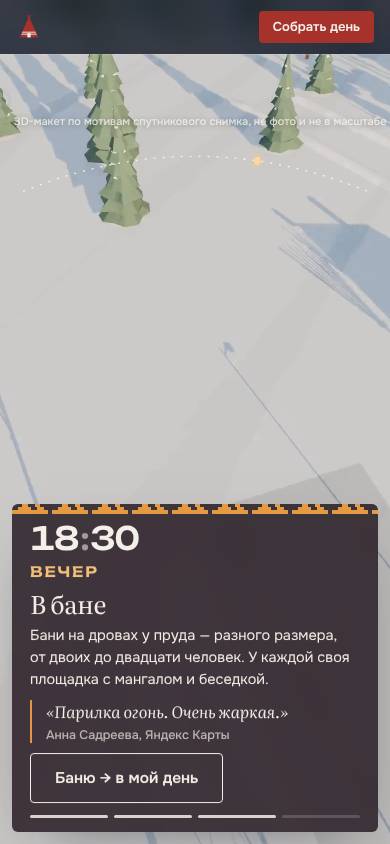 Собрать день
3D-макет по мотивам спутникового снимка, не фото и не в масштабе
18:30
ВЕЧЕР
В бане
Бани на дровах у пруда — разного размера,
от двоих до двадцати человек. У каждой своя
площадка с мангалом и беседкой.
«Парилка огонь. Очень жаркая.»
Анна Садреева, Яндекс Карты
Баню → в мой день